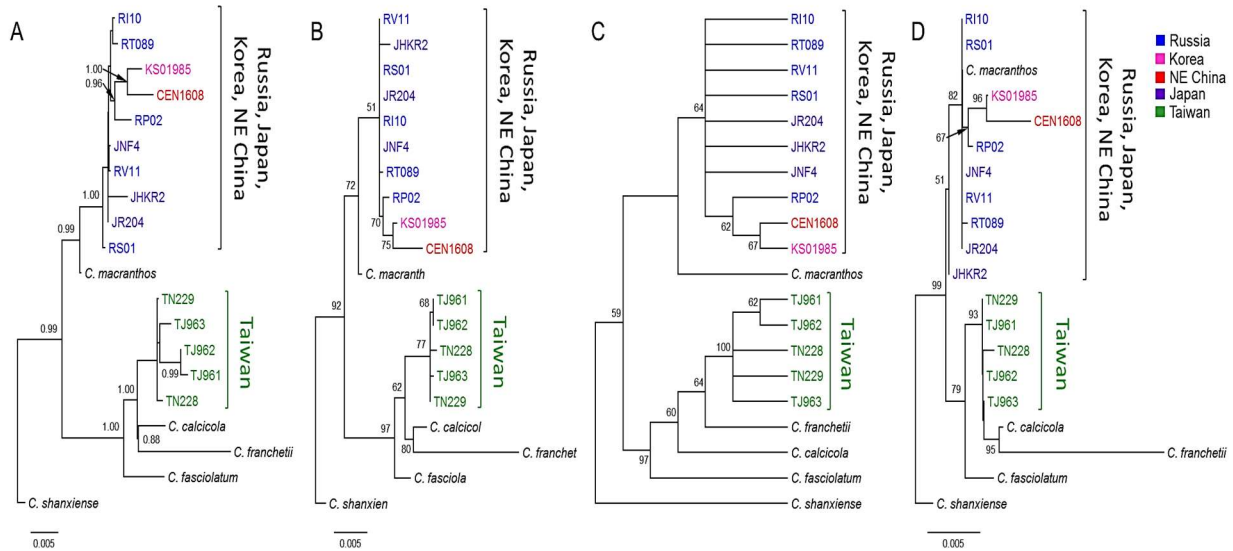 A
RI10
RT089
1.00
KS01985
0.96
CEN1608
RP02
JNF4
RV11
1.00
JHKR2
JR204
0.99
RS01
C. macranthos
Russia, Japan,
Korea, NE China
TN229
0.99
TJ963
TJ962
0.99
TJ961
1.00
TN228
Taiwan
1.00
C. calcicola
0.88
C. franchetii
C. fasciolatum
C. shanxiense
0.005
B
RV11
JHKR2
RS01
JR204
51
RI10
JNF4
RT089
72
RP02
70
KS01985
75
CEN1608
C. macranth
Russia, Japan,
Korea, NE China
92
68
TJ961
TJ962
77
TN228
TJ963
62
TN229
Taiwan
97
C. calcicol
80
C. franchet
C. fasciola
C. shanxien
0.005
C
RI10
RT089
RV11
RS01
64
JR204
JHKR2
JNF4
RP02
62
CEN1608
67
KS01985
C. macranthos
Russia, Japan,
Korea, NE China
59
62
TJ961
TJ962
100
TN228
TN229
64
TJ963
Taiwan
60
C. franchetii
97
C. calcicola
C. fasciolatum
C. shanxiense
D
RI10
RS01
C. macranthos
82
96
KS01985
CEN1608
67
RP02
JNF4
51
RV11
RT089
JR204
JHKR2
Russia, Japan,
Korea, NE China
99
TN229
93
TJ961
TN228
TJ962
79
TJ963
Taiwan
C. calcicola
95
C. franchetii
C. fasciolatum
C. shanxiense
0.005
Russia
Korea
NE China
Japan
Taiwan